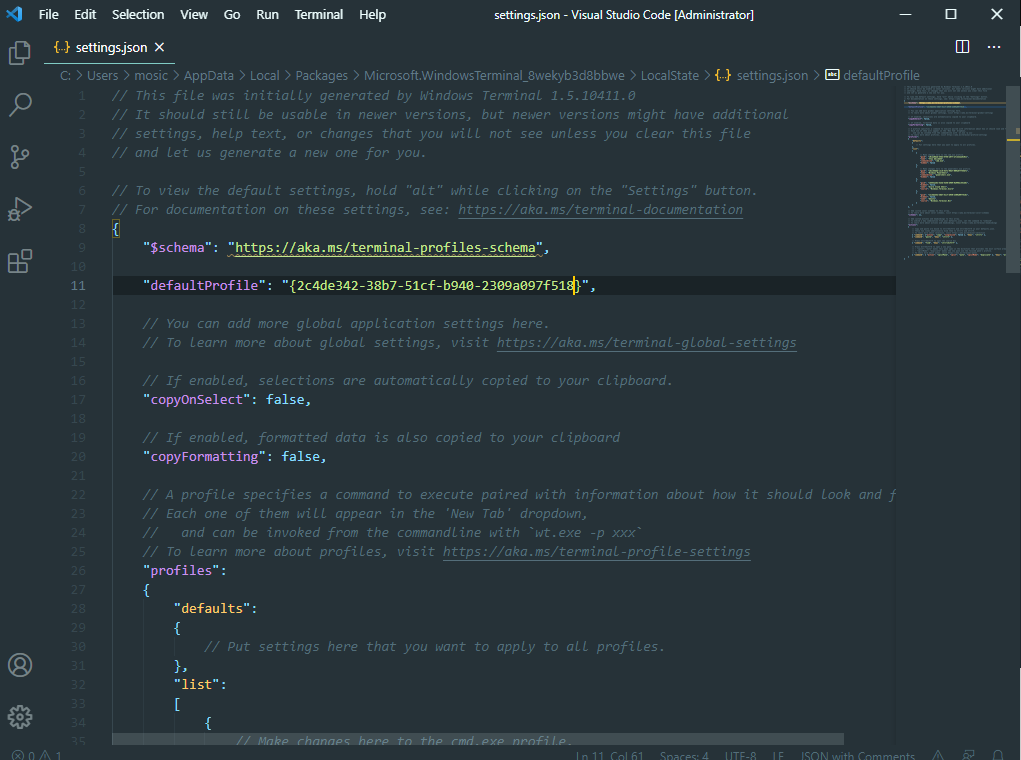 File Edit Selection View Go Run Terminal Help settings.json - Visual Studio Code [Administrator]
{..} settings.json
C: > Users > mosic > AppData > Local > Packages > Microsoft.WindowsTerminal_8wekyb3d8bbwe > LocalState > {..} settings.json > abc defaultProfile
1 // This file was initially generated by Windows Terminal 1.5.10411.0
2 // It should still be usable in newer versions, but newer versions might have additional
3 // settings, help text, or changes that you will not see unless you clear this file
4 // and let us generate a new one for you.
5
6 // To view the default settings, hold "alt" while clicking on the "Settings" button.
7 // For documentation on these settings, see: https://aka.ms/terminal-documentation
8 {
9 "$schema": "https://aka.ms/terminal-profiles-schema",
10
11 "defaultProfile": "{2c4de342-38b7-51cf-b940-2309a097f518}",
12
13 // You can add more global application settings here.
14 // To learn more about global settings, visit https://aka.ms/terminal-global-settings
15
16 // If enabled, selections are automatically copied to your clipboard.
17 "copyOnSelect": false,
18
19 // If enabled, formatted data is also copied to your clipboard
20 "copyFormatting": false,
21
22 // A profile specifies a command to execute paired with information about how it should look and f
23 // Each one of them will appear in the 'New Tab' dropdown,
24 //   and can be invoked from the commandline with `wt.exe -p xxx`
25 // To learn more about profiles, visit https://aka.ms/terminal-profile-settings
26 "profiles":
27 {
28 "defaults":
29 {
30 // Put settings here that you want to apply to all profiles.
31 },
32 "list":
33 [
34 {
35 // Make changes here to the cmd.exe profile.
0 1 Ln 11, Col 61 Spaces: 4 UTF-8 LF JSON with Comments